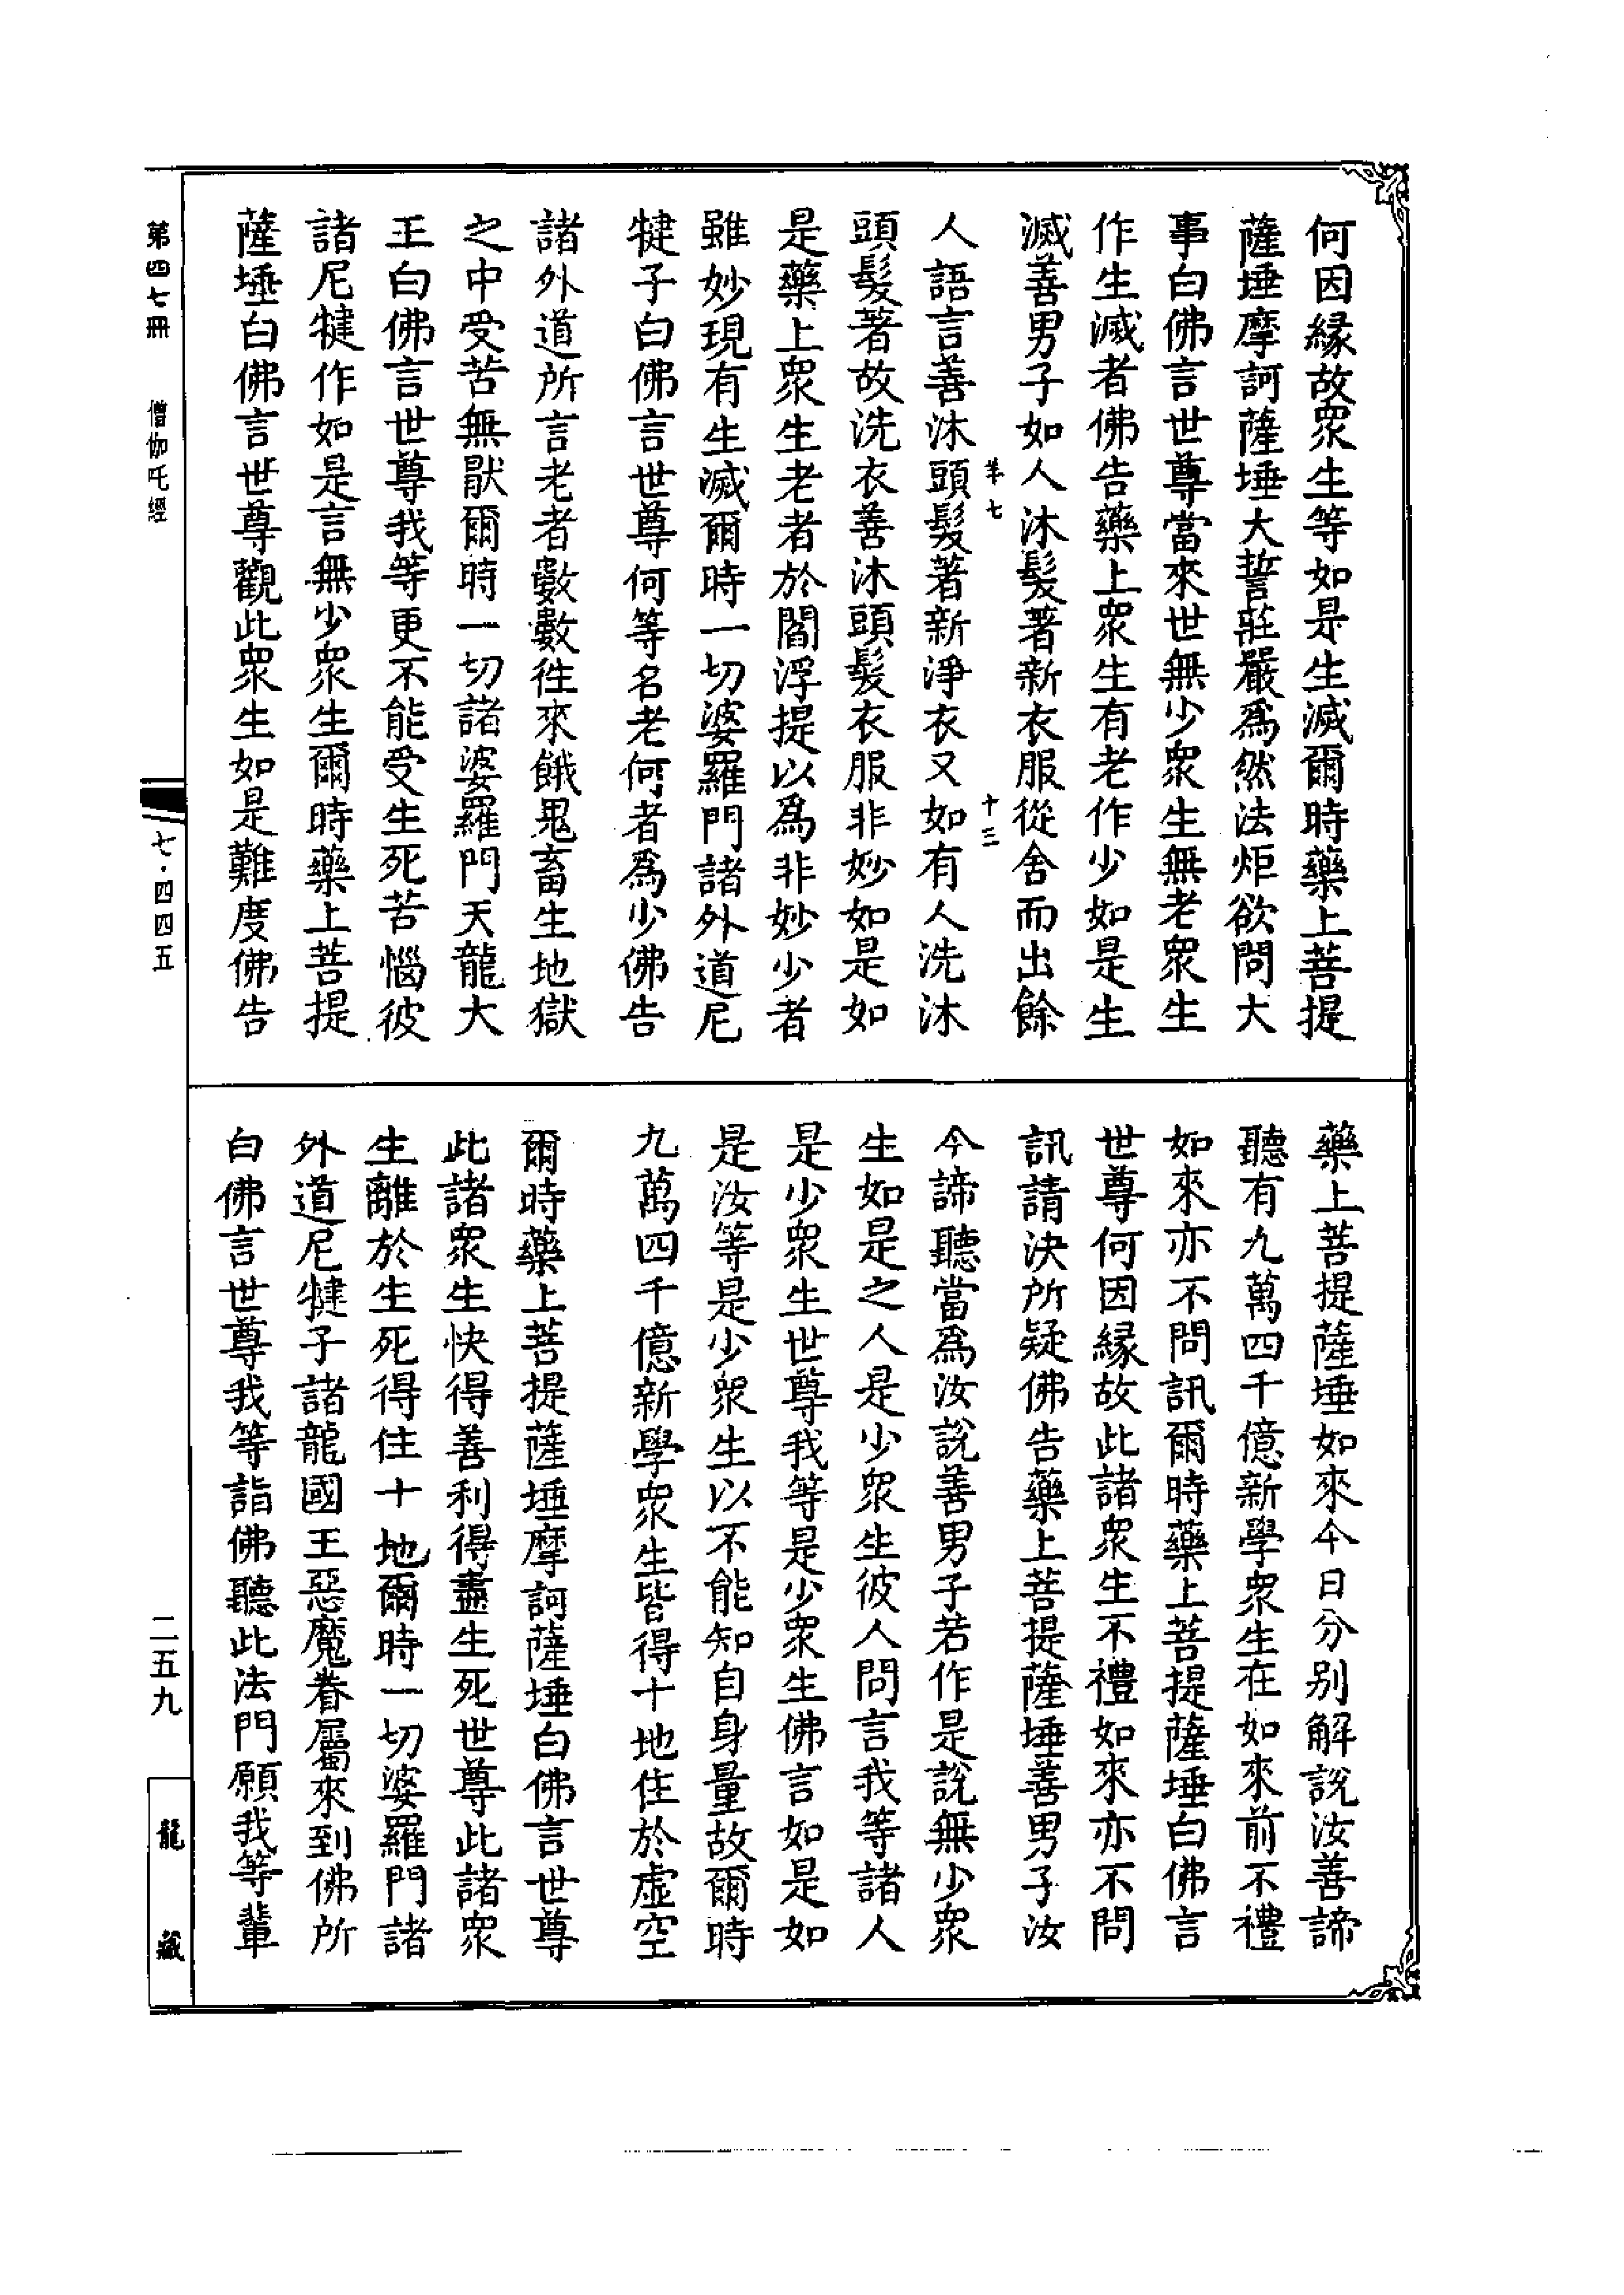 何因緣故衆生等如是生滅爾時藥上菩提
薩埵摩訶薩埵大誓莊嚴爲然法炬欲問大
事白佛言世尊當來世無少衆生無老衆生
作生滅者佛告藥上衆生有老作少如是生
滅善男子如人沐髮著新衣服從舍而出餘
羊七
十三
人語言善沐頭髮著新淨衣又如有人洗沐
頭髮著故洗衣善沐頭髮衣服非妙如是如
是藥上衆生老者於閻浮提以爲非妙少者
雖妙現有生滅爾時一切婆羅門諸外道尼
犍子白佛言世尊何等名老何者爲少佛告
諸外道所言老者數數徃來餓鬼畜生地獄
之中受苦無猒爾時一切諸婆羅門天龍大
王白佛言世尊我等更不能受生死苦惱彼
諸尼犍作如是言無少衆生爾時藥上菩提
薩埵白佛言世尊觀此衆生如是難度佛告
藥上菩提薩埵如來今日分別解說汝善諦
聽有九萬四千億新學衆生在如來前不禮
如來亦不問訊爾時藥上菩提薩埵白佛言
世尊何因緣故此諸衆生不禮如來亦不問
訊請決所疑佛告藥上菩提薩埵善男子汝
今諦聽當爲汝說善男子若作是說無少衆
生如是之人是少衆生彼人問言我等諸人
是少衆生世尊我等是少衆生佛言如是如
是汝等是少衆生以不能知自身量故爾時
九萬四千億新學衆生皆得十地住於虛空
爾時藥上菩提薩埵摩訶薩埵白佛言世尊
此諸衆生快得善利得盡生死世尊此諸衆
生離於生死得住十地爾時一切婆羅門諸
外道尼犍子諸龍國王惡魔眷屬來到佛所
白佛言世尊我等詣佛聽此法門願我等輩
第四七冊
僧伽吒經
七·四四五
二五九
龍藏